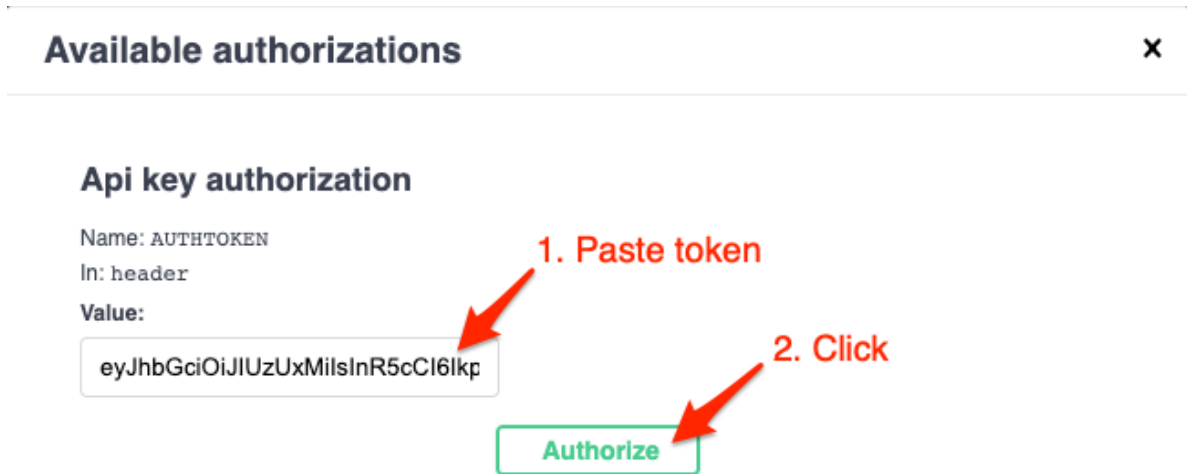 Available authorizations
×
Api key authorization
Name: AUTHTOKEN
1. Paste token
In: header
Value:
eyJhbGciOiJIUzUxMiIsInR5cCI6Ikp
2. Click
Authorize